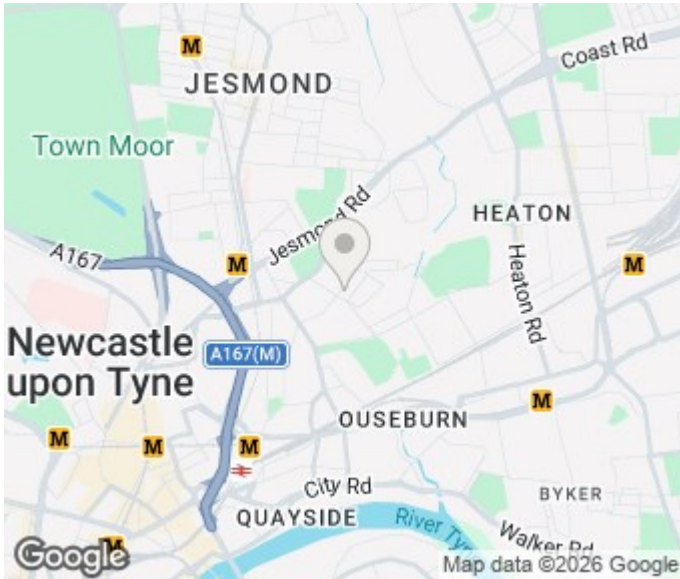 Coast Rd
M
JESMOND
Town Moor
Jesmond Rd
HEATON
A167
M
M
Heaton Rd
Newcastle
upon Tyne
A167(M)
M
OUSEBURN
M
M
M
City Rd
BYKER
QUAYSIDE
River Tyne
Walker Rd
M
Google
Map data ©2026 Google